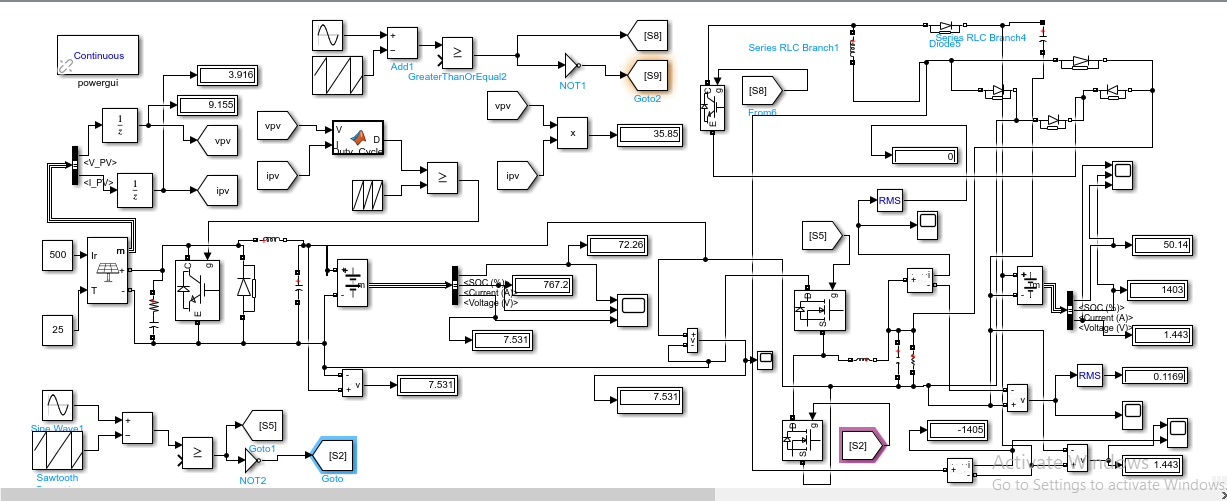 Continuous
powergui
3.916
9.155
1
z
vpv
<V_PV>
<I_PV>
1
z
ipv
500
Ir
m
+
T
-
25
Add1
≥
GreaterThanOrEqual2
NOT1
[S8]
[S9]
Goto2
vpv
ipv
V
I
D
Duty_Cycle
≥
vpv
ipv
x
35.85
C
g
E
72.26
m
<SOC (%)>
<Current (A)>
<Voltage (V)>
767.2
7.531
v
7.531
7.531
Sine Wave1
Sawtooth
≥
[S5]
Goto1
NOT2
[S2]
Goto
Series RLC Branch1
Series RLC Branch4
Diode5
[S8]
From6
C
g
E
0
RMS
[S5]
D
g
S
i
50.14
1403
<SOC (%)>
<Current (A)>
<Voltage (V)>
1.443
RMS
0.1169
v
D
g
S
[S2]
-1405
i
v
1.443
Activate Windows
Go to Settings to activate Windows